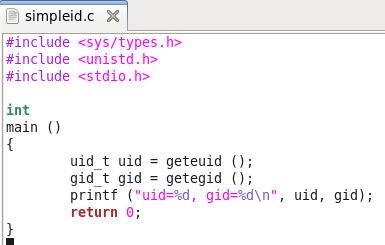 simpleid.c
#include <sys/types.h>
#include <unistd.h>
#include <stdio.h>
int
main ()
{
        uid_t uid = geteuid ();
        gid_t gid = getegid ();
        printf ("uid=%d, gid=%d\n", uid, gid);
        return 0;
}